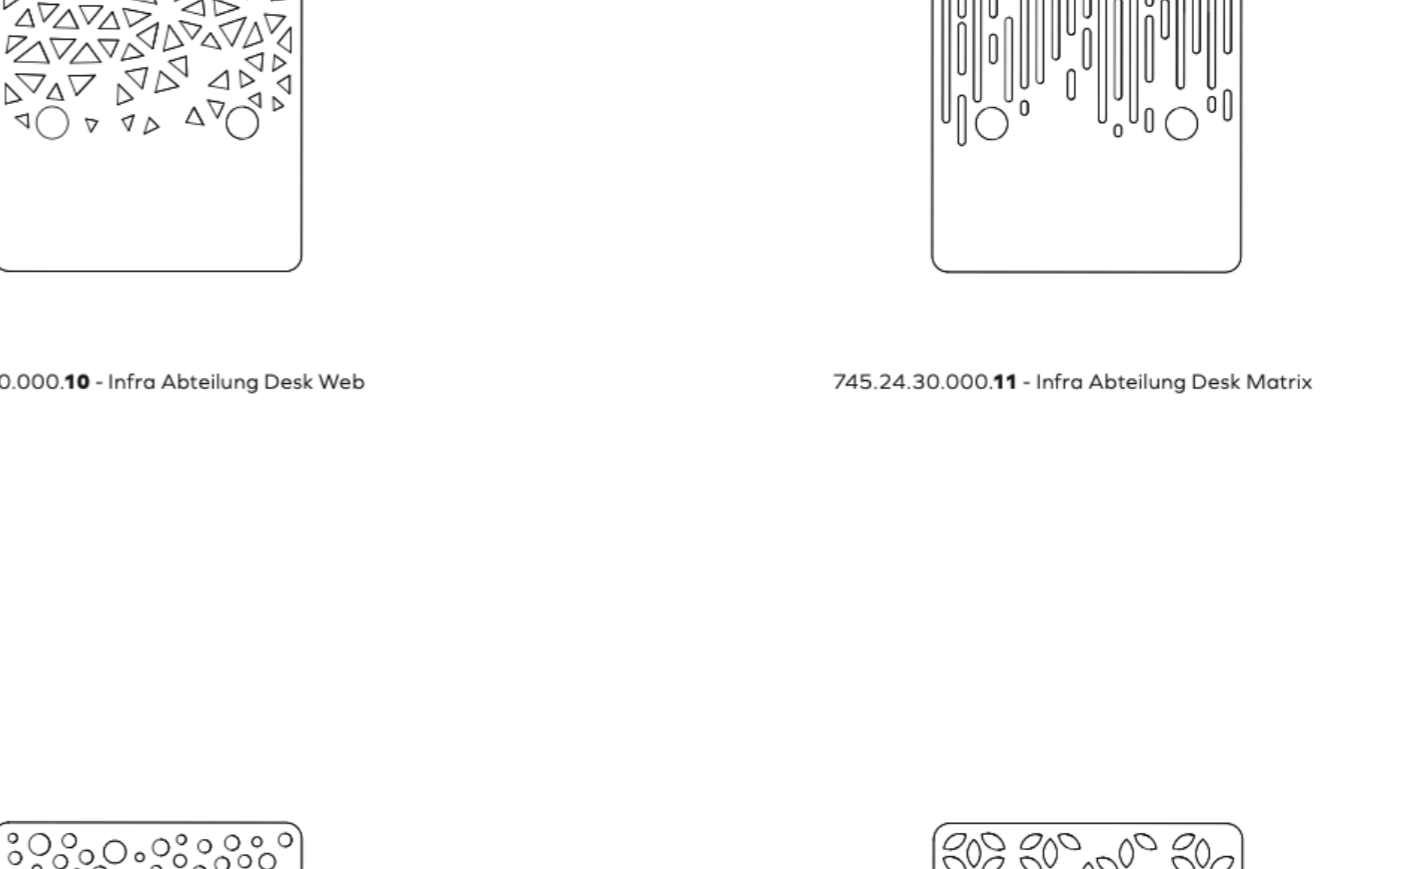 0.000.10 - Infra Abteilung Desk Web
745.24.30.000.11 - Infra Abteilung Desk Matrix